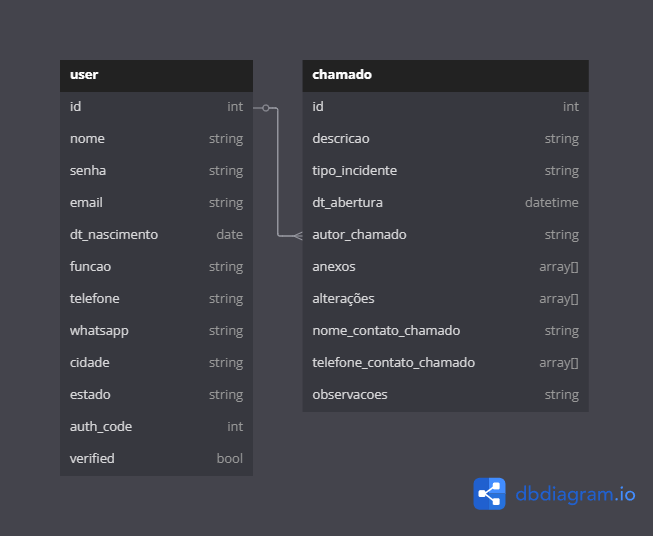 user
id int
nome string
senha string
email string
dt_nascimento date
funcao string
telefone string
whatsapp string
cidade string
estado string
auth_code int
verified bool
chamado
id int
descricao string
tipo_incidente string
dt_abertura datetime
autor_chamado string
anexos array[]
alterações array[]
nome_contato_chamado string
telefone_contato_chamado array[]
observacoes string
dbdiagram.io